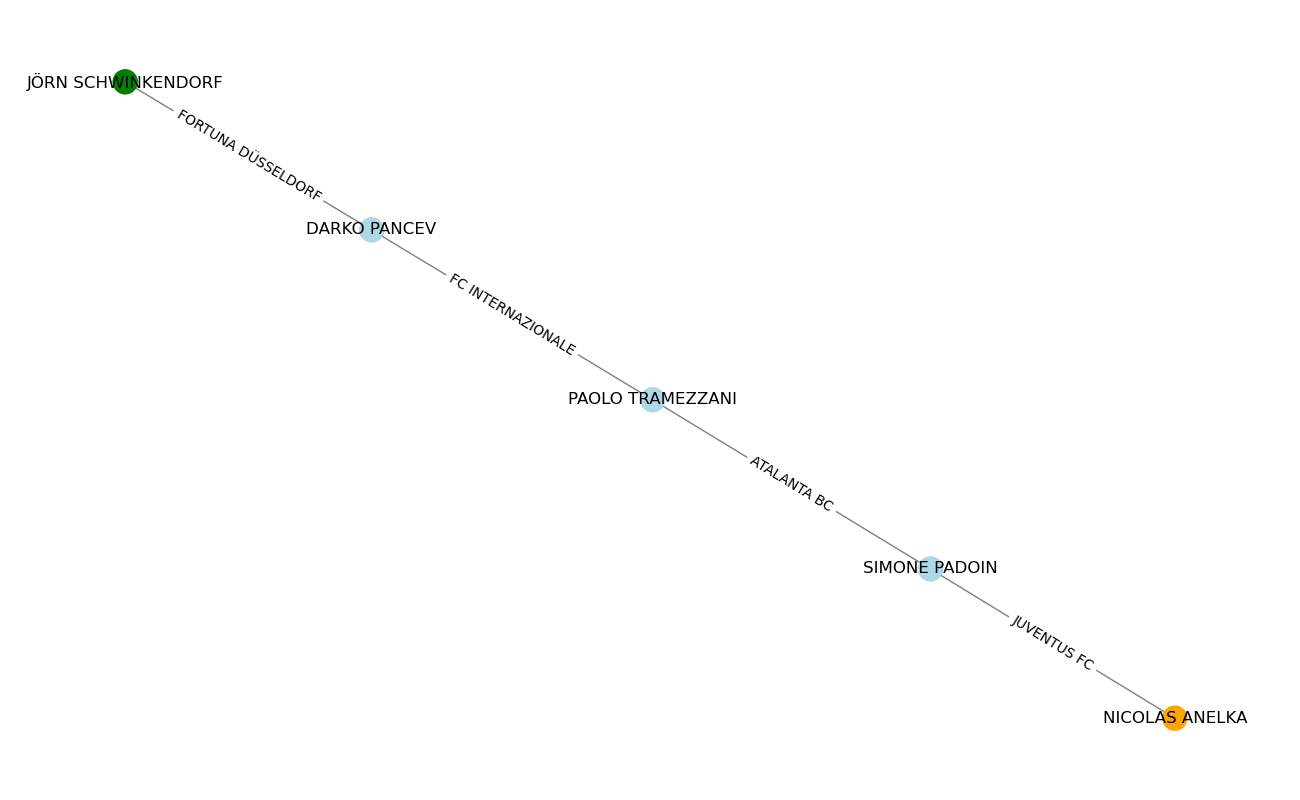 JÖRN SCHWINKENDORF
FORTUNA DÜSSELDORF
DARKO PANCEV
FC INTERNAZIONALE
PAOLO TRAMEZZANI
ATALANTA BC
SIMONE PADOIN
JUVENTUS FC
NICOLAS ANELKA